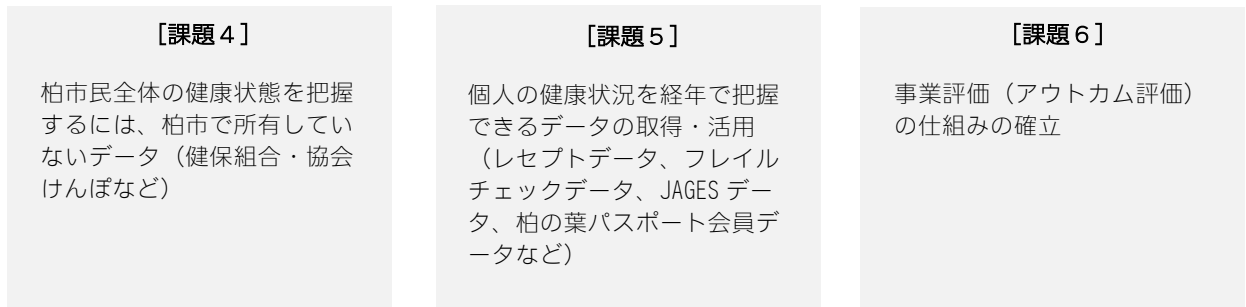 [課題４]
柏市民全体の健康状態を把握
するには、柏市で所有してい
ないデータ（健保組合・協会
けんぽなど）
[課題５]
個人の健康状況を経年で把握
できるデータの取得・活用
（レセプトデータ、フレイル
チェックデータ、JAGES デー
タ、柏の葉パスポート会員デ
ータなど）
[課題６]
事業評価（アウトカム評価）
の仕組みの確立